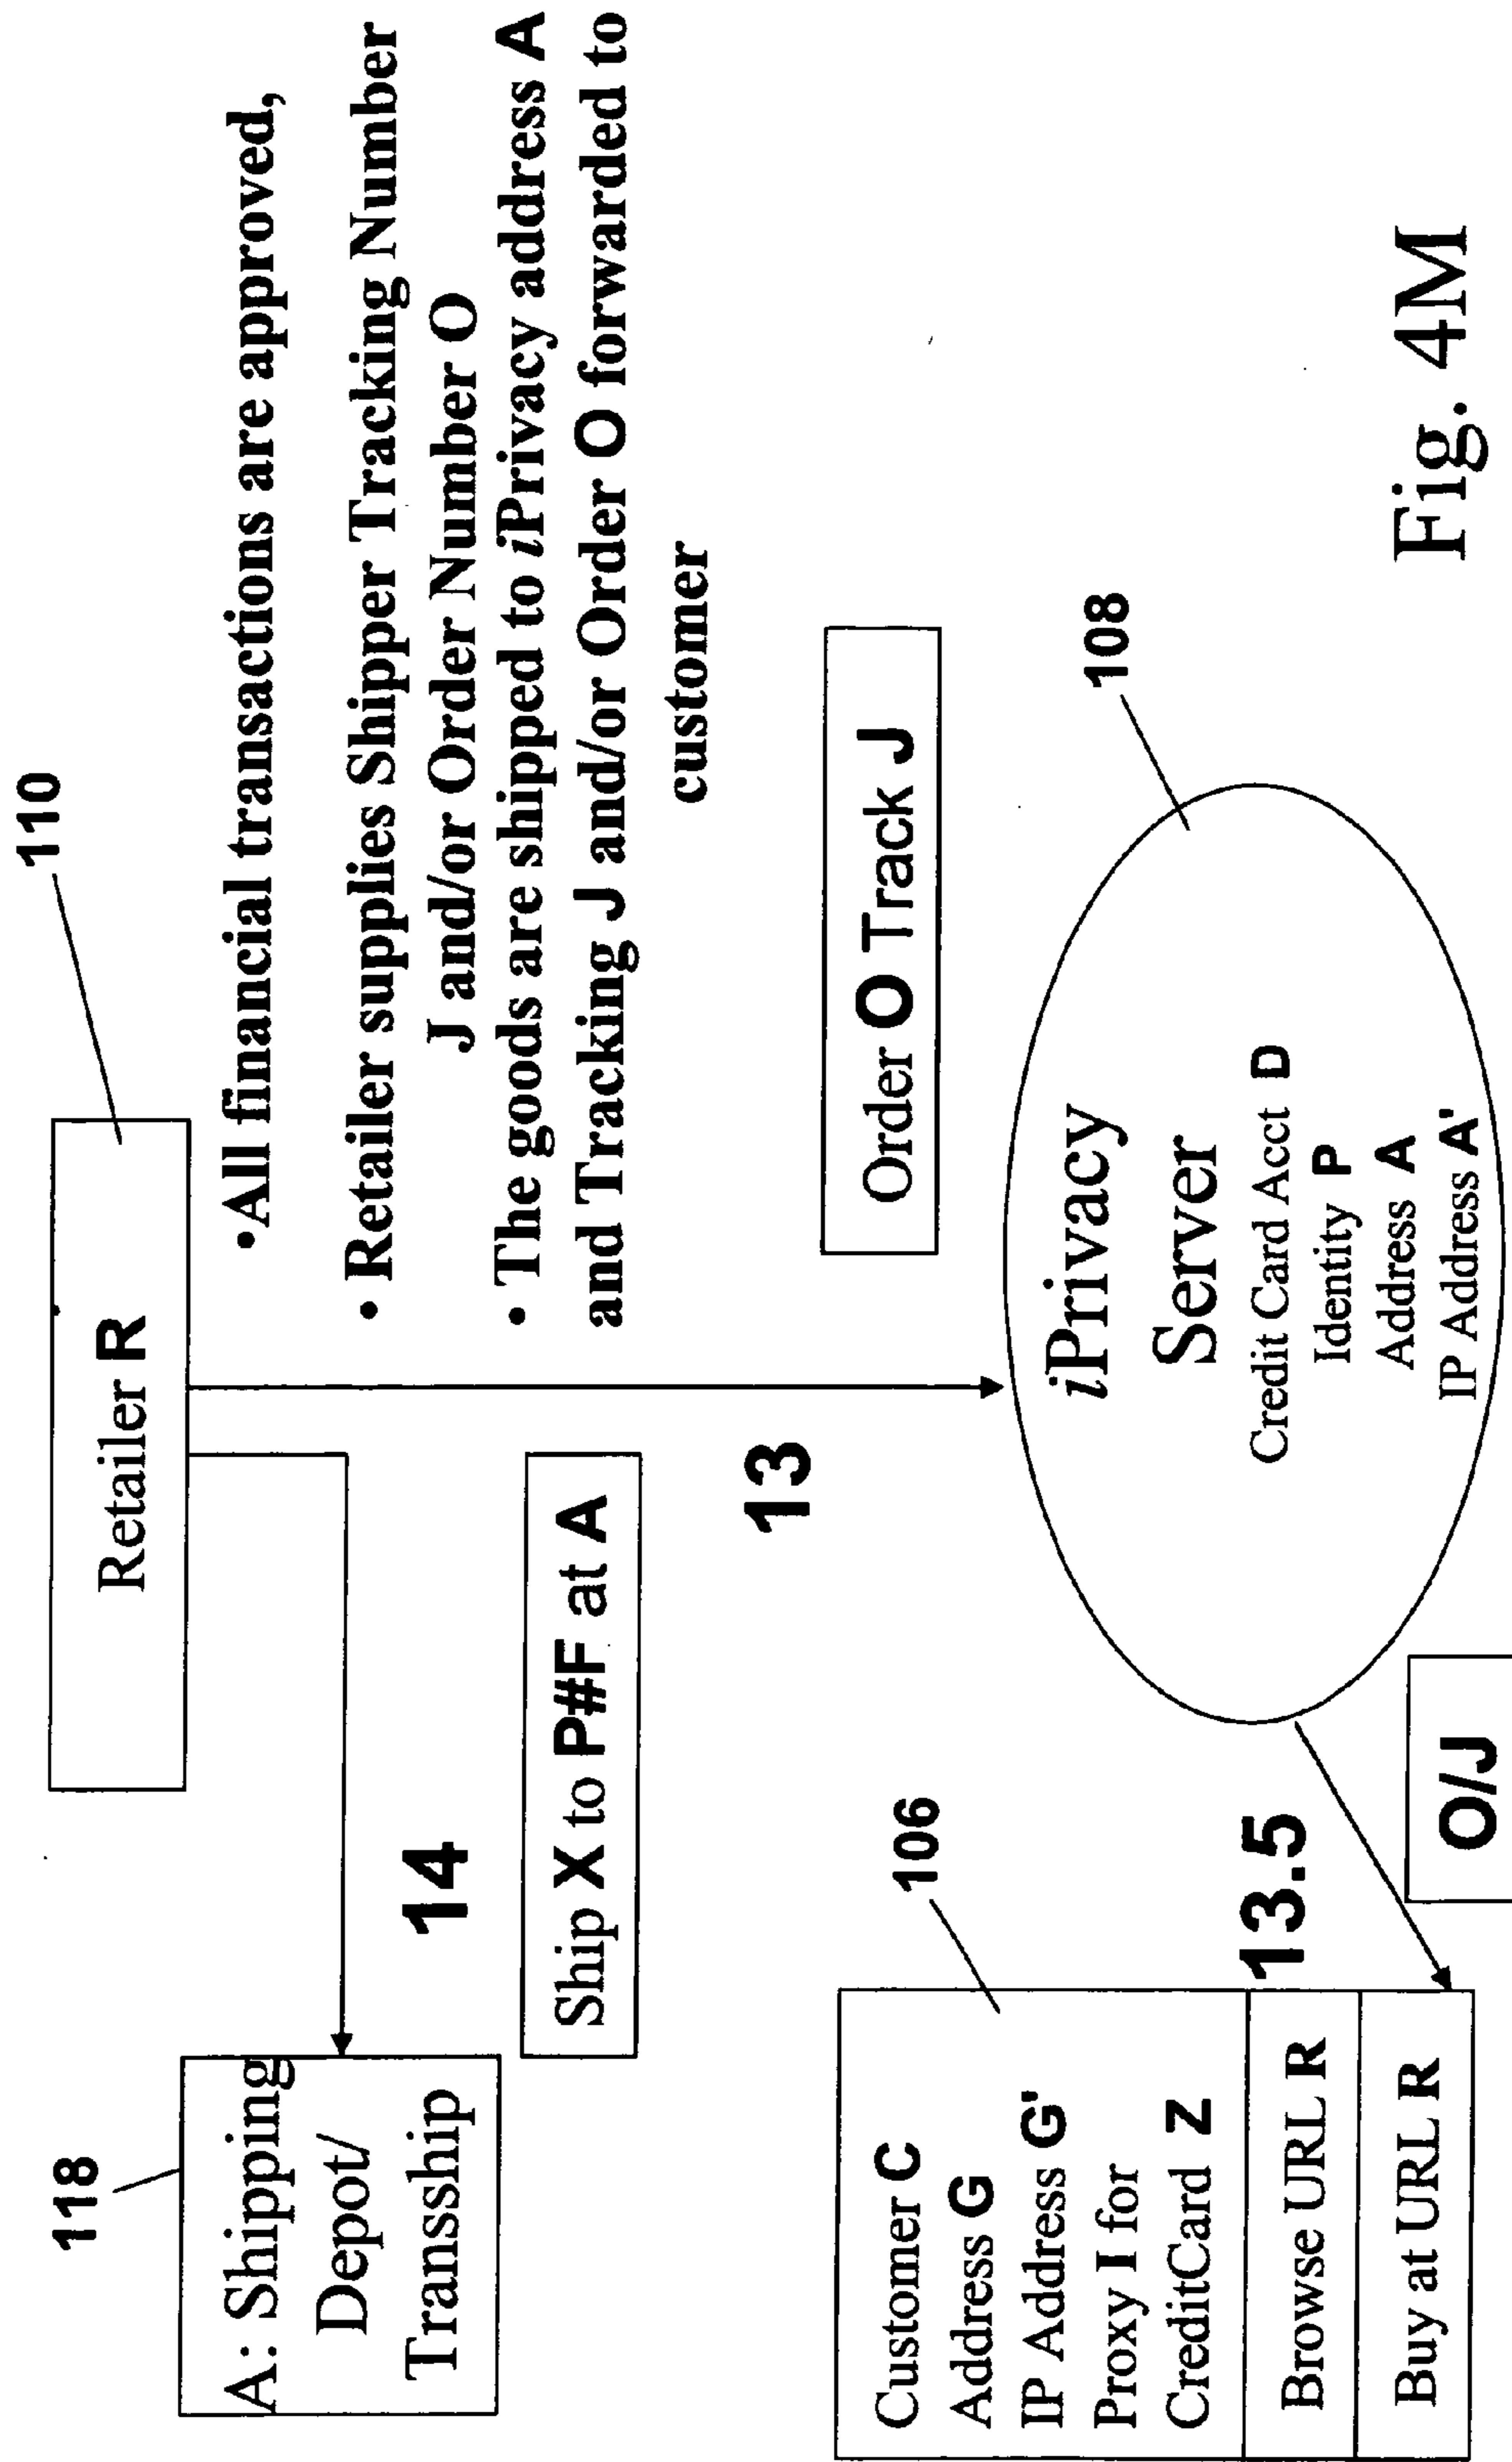 110
Retailer R
•All financial transactions are approved,
• Retailer supplies Shipper Tracking Number
J and/or Order Number O
• The goods are shipped to iPrivacy address A
and Tracking J and/or Order O forwarded to
customer
118
A: Shipping
Depot/
Transship
14
Ship X to P#F at A
13
Order O Track J
108
iPrivacy
Server
Credit Card Acct D
Identity P
Address A
IP Address A'
106
Customer C
Address G
IP Address G'
Proxy I for
CreditCard Z
Browse URL R
Buy at URL R
13.5
O/J
Fig. 4M